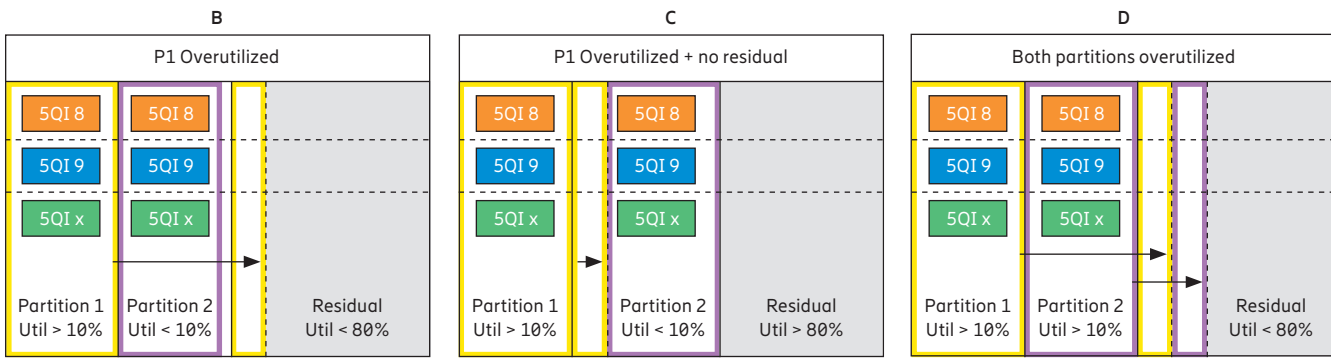 B
P1 Overutilized
5QI 8
5QI 8
5QI 9
5QI 9
5QI x
5QI x
Partition 1
Util > 10%
Partition 2
Util < 10%
Residual
Util < 80%
C
P1 Overutilized + no residual
5QI 8
5QI 8
5QI 9
5QI 9
5QI x
5QI x
Partition 1
Util > 10%
Partition 2
Util < 10%
Residual
Util > 80%
D
Both partitions overutilized
5QI 8
5QI 8
5QI 9
5QI 9
5QI x
5QI x
Partition 1
Util > 10%
Partition 2
Util > 10%
Residual
Util < 80%